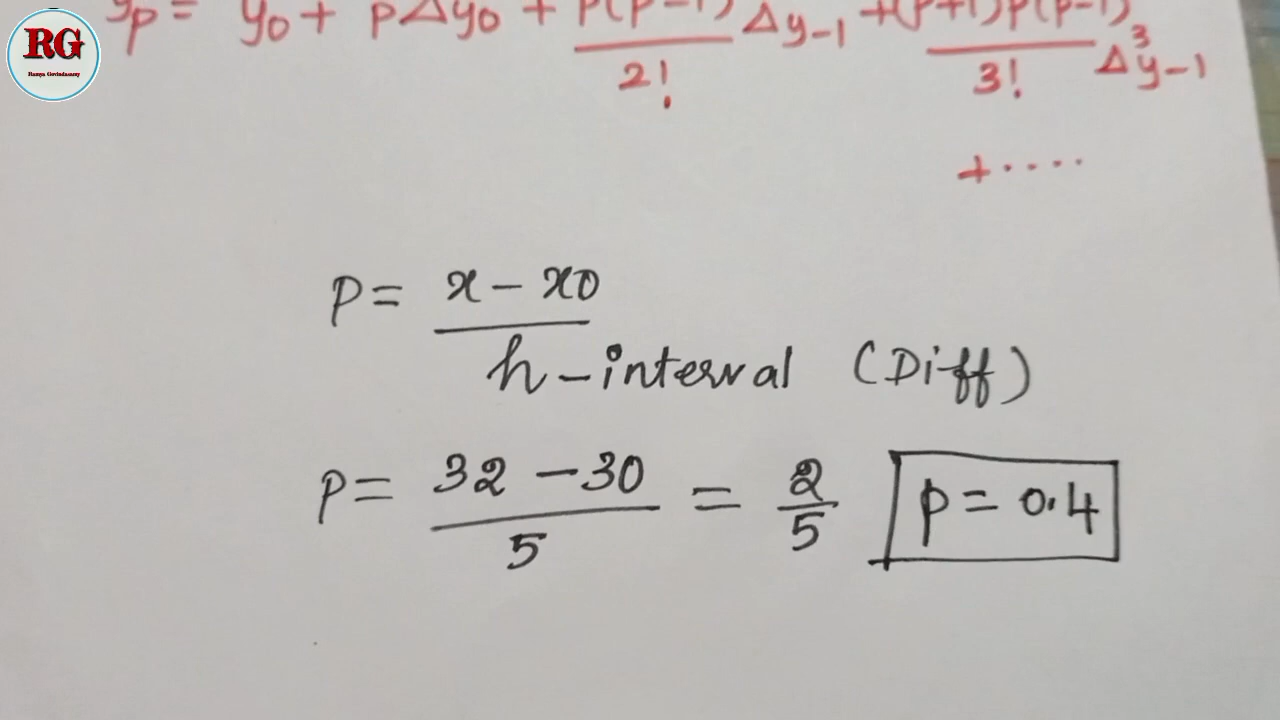 RG
Ramya Govindasamy
yp = y0 + pΔy0 + p(p-1)/2! Δy-1 + (p+1)p(p-1)/3! Δ³y-1
+ ....
P = x - x0 / h - interval (Diff)
P = 32 - 30 / 5 = 2/5 P = 0.4